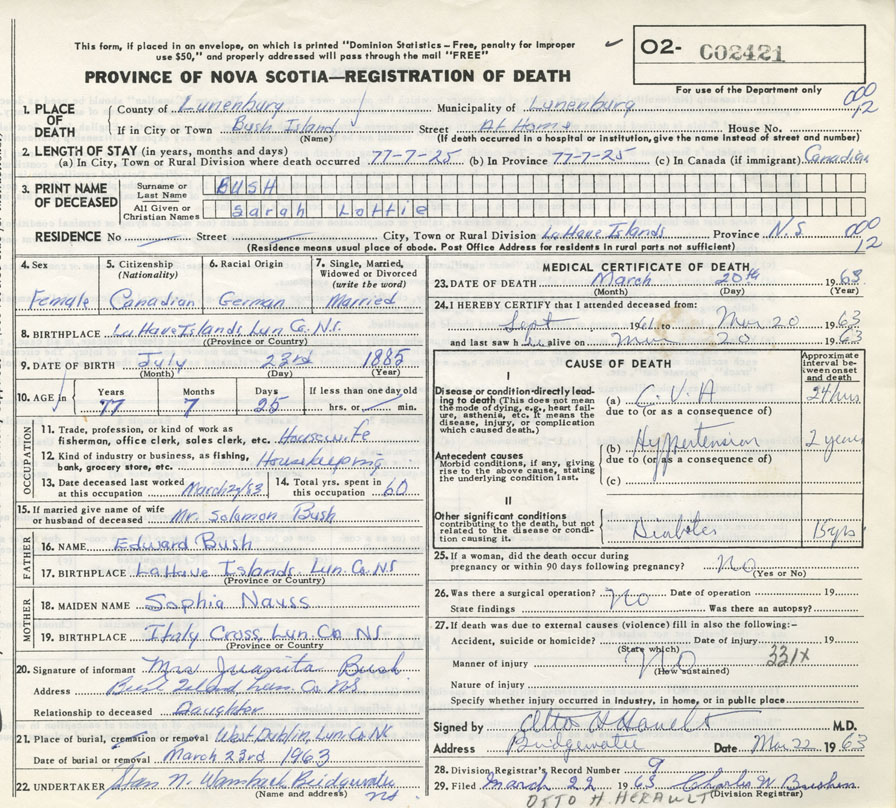 This form, if placed in an envelope, on which is printed "Dominion Statistics—Free, penalty for improper
use $50," and properly addressed will pass through the mail "FREE"
O2- C02421
For use of the Department only
PROVINCE OF NOVA SCOTIA—REGISTRATION OF DEATH
1. PLACE OF DEATH
County of Lunenburg Municipality of Lunenburg 000
12
If in City or Town Bush Island Street At Home House No.
(Name) (If death occurred in a hospital or institution, give the name instead of street and number)
2. LENGTH OF STAY (in years, months and days)
(a) In City, Town or Rural Division where death occurred 77-7-25 (b) In Province 77-7-25 (c) In Canada (if immigrant) Canadian
3. PRINT NAME OF DECEASED
Surname or Last Name BUSH
All Given or Christian Names Sarah Lottie
RESIDENCE No Street City, Town or Rural Division LaHave Islands Province N.S 000
12
(Residence means usual place of abode. Post Office Address for residents in rural parts not sufficient)
4. Sex
Female
5. Citizenship (Nationality)
Canadian
6. Racial Origin
German
7. Single, Married, Widowed or Divorced (write the word)
Married
8. BIRTHPLACE LaHave Islands Lun Co. N.S.
(Province or Country)
9. DATE OF BIRTH July 23rd 1885
(Month) (Day) (Year)
10. AGE in Years Months Days If less than one day old
77 7 25 hrs. or min.
OCCUPATION
11. Trade, profession, or kind of work as fisherman, office clerk, sales clerk, etc. Housewife
12. Kind of industry or business, as fishing, bank, grocery store, etc. Housekeeping
13. Date deceased last worked at this occupation March 63
14. Total yrs. spent in this occupation 60
15. If married give name of wife or husband of deceased Mr. Solomon Bush
FATHER
16. NAME Edward Bush
17. BIRTHPLACE LaHave Islands Lun. Co. NS
(Province or Country)
MOTHER
18. MAIDEN NAME Sophia Nauss
19. BIRTHPLACE Italy Cross, Lun Co NS
(Province or Country)
20. Signature of informant Mrs Juanita Bush
Address Bush Island, Lun. Co NS
Relationship to deceased Daughter
21. Place of burial, cremation or removal West Dublin, Lun. Co
Date of burial or removal March 23rd 1963
22. UNDERTAKER N. Wambach Bridgewater
NS
(Name and address)
MEDICAL CERTIFICATE OF DEATH
23. DATE OF DEATH March 20th 1963
(Month) (Day) (Year)
24. I HEREBY CERTIFY that I attended deceased from:
Sept 1961 to Mar 20 1963
and last saw her alive on Mar 20 1963
CAUSE OF DEATH
Approximate interval between onset and death
I
Disease or condition directly leading to death (This does not mean the mode of dying, e.g., heart failure, asthenia, etc. It means the disease, injury, or complication which caused death.)
(a) C.V.A 24 hrs
due to (or as a consequence of)
Antecedent causes
Morbid conditions, if any, giving rise to the above cause, stating the underlying condition last.
(b) Hypertension 2 years
due to (or as a consequence of)
(c)
II
Other significant conditions
contributing to the death, but not related to the disease or condition causing it.
Diabetes 15 yrs
25. If a woman, did the death occur during pregnancy or within 90 days following pregnancy? No
(Yes or No)
26. Was there a surgical operation? No Date of operation 19
State findings Was there an autopsy?
27. If death was due to external causes (violence) fill in also the following:—
Accident, suicide or homicide? Date of injury 19
(State which)
Manner of injury No 331X
(How sustained)
Nature of injury
Specify whether injury occurred in industry, in home, or in public place
Signed by Otto H Herault M.D.
Address Bridgewater Date Mar 22 1963
28. Division Registrar's Record Number 9
29. Filed March 22 1963 Charles W
(Division Registrar)
OTTO H. HERAULT